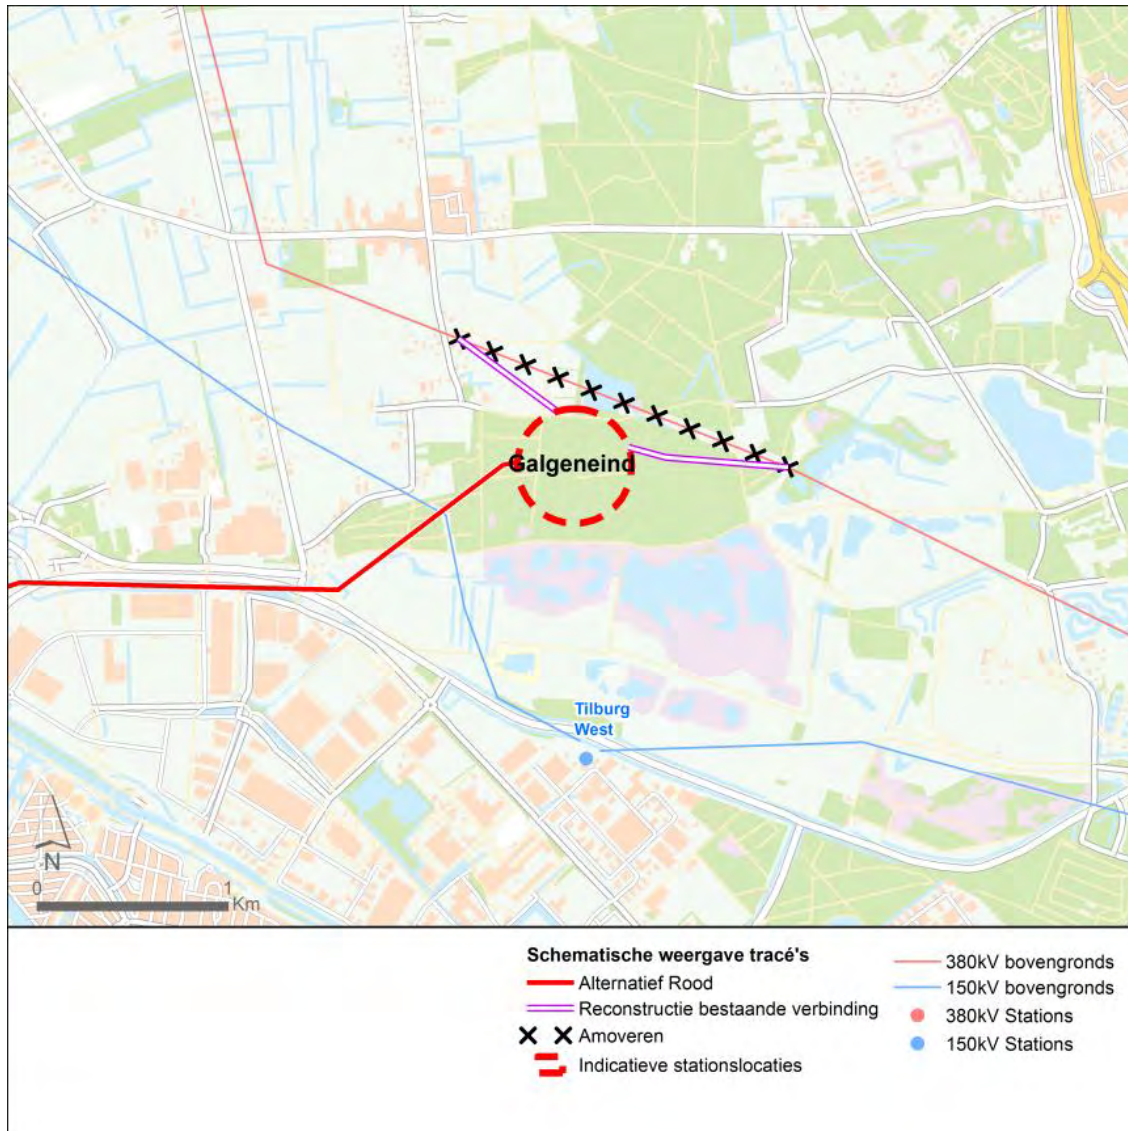 Galgeneind
Tilburg
West
N
0 1
Km
Schematische weergave tracé's
Alternatief Rood
Reconstructie bestaande verbinding
Amoveren
Indicatieve stationslocaties
380kV bovengronds
150kV bovengronds
380kV Stations
150kV Stations